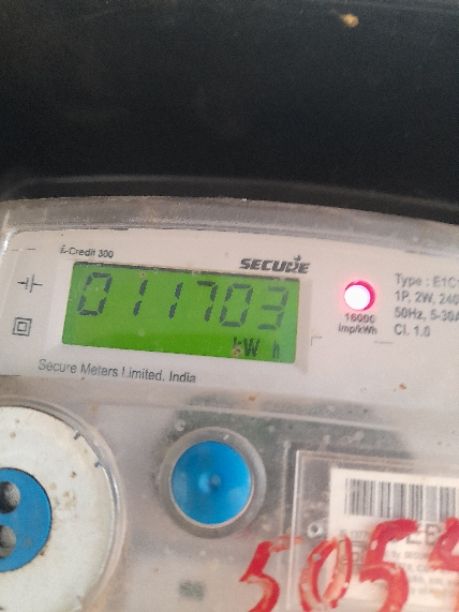 £-Credit 300
SECURE
011703
kWh
16000
imp/kWh
Type : E1C1
1P, 2W, 240
50Hz, 5-30A
Cl. 1.0
Secure Meters Limited. India
EB
505